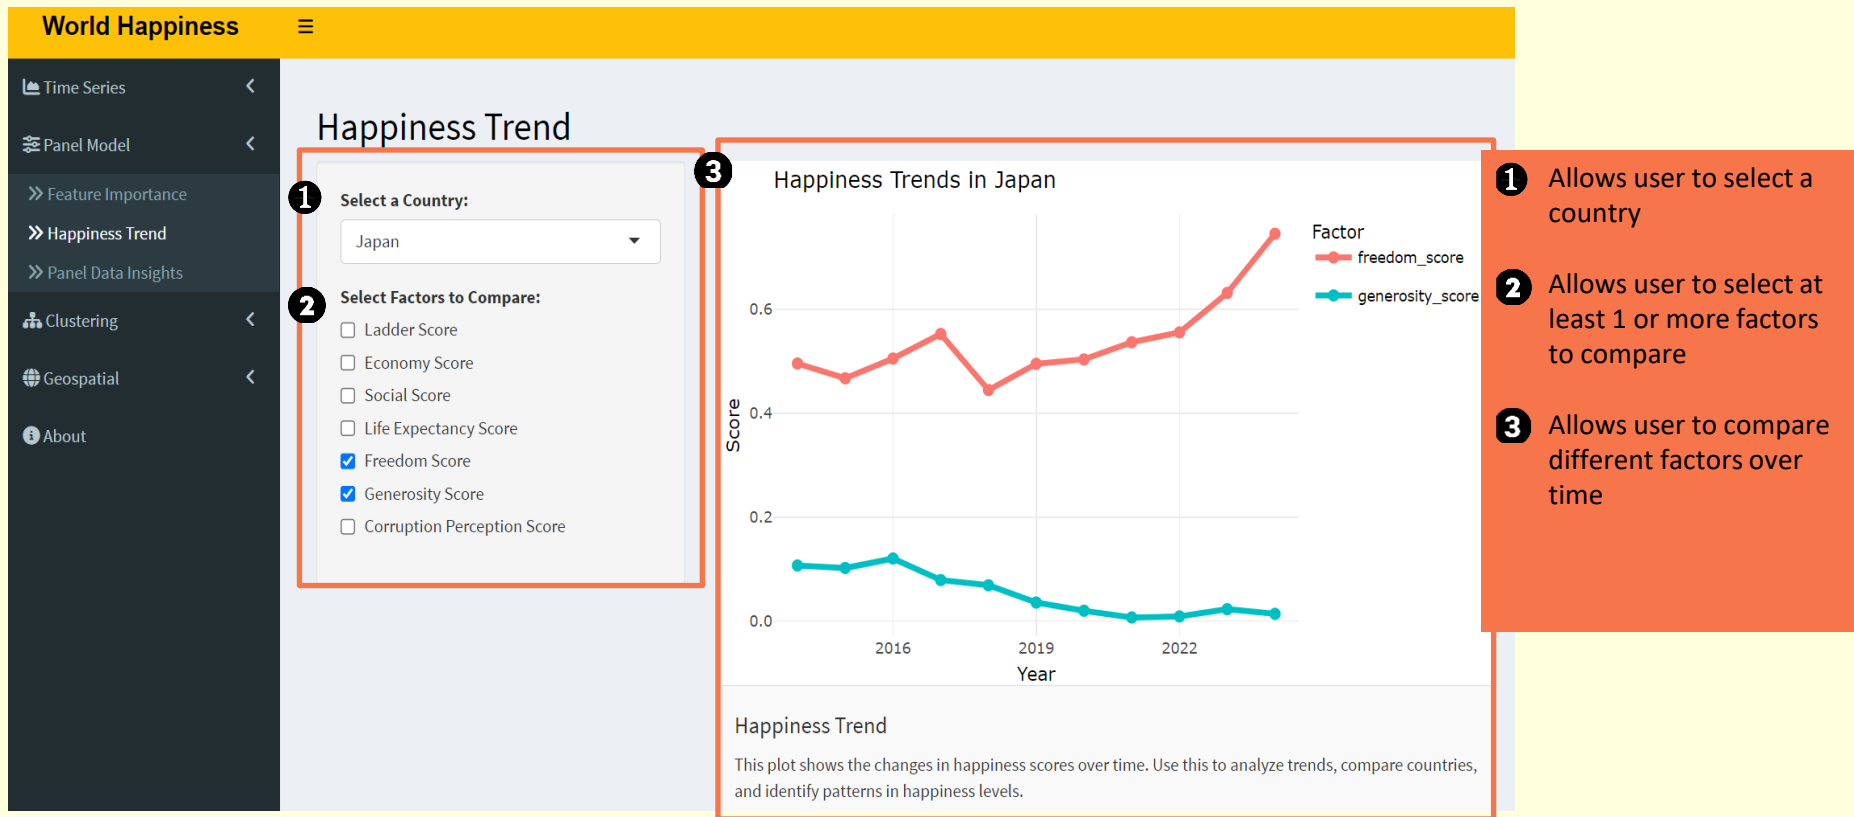 World Happiness
Time Series
Panel Model
Feature Importance
Happiness Trend
Panel Data Insights
Clustering
Geospatial
About
Happiness Trend
1
Select a Country:
Japan
2
Select Factors to Compare:
Ladder Score
Economy Score
Social Score
Life Expectancy Score
Freedom Score
Generosity Score
Corruption Perception Score
3
Happiness Trends in Japan
Factor
freedom_score
generosity_score
Score
0.6
0.4
0.2
0.0
2016 2019 2022
Year
Happiness Trend
This plot shows the changes in happiness scores over time. Use this to analyze trends, compare countries,
and identify patterns in happiness levels.
1 Allows user to select a
country
2 Allows user to select at
least 1 or more factors
to compare
3 Allows user to compare
different factors over
time